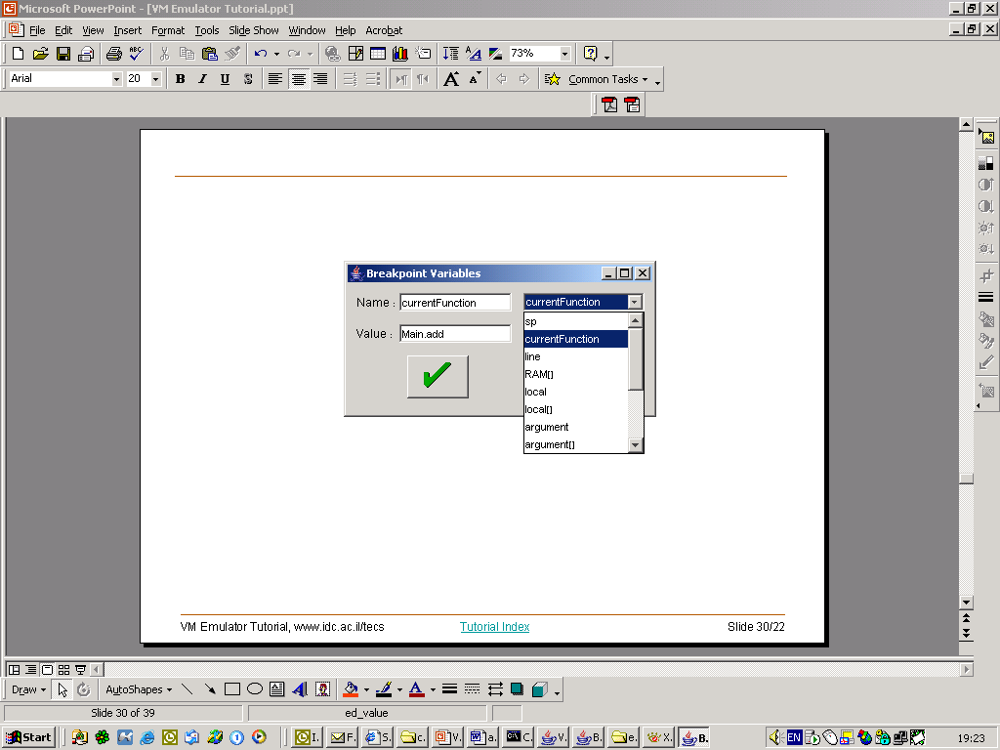 Microsoft PowerPoint - [VM Emulator Tutorial.ppt]
File Edit View Insert Format Tools Slide Show Window Help Acrobat
73%
Arial 20 B I U S Common Tasks
Breakpoint Variables
Name : currentFunction currentFunction
sp
currentFunction
Value : Main.add
line
RAM[]
local
local[]
argument
argument[]
VM Emulator Tutorial, www.idc.ac.il/tecs Tutorial Index Slide 30/22
Draw AutoShapes
Slide 30 of 39 ed_value
Start I. F. S. c. V. a. C. V. B. e. X. B. EN 19:23